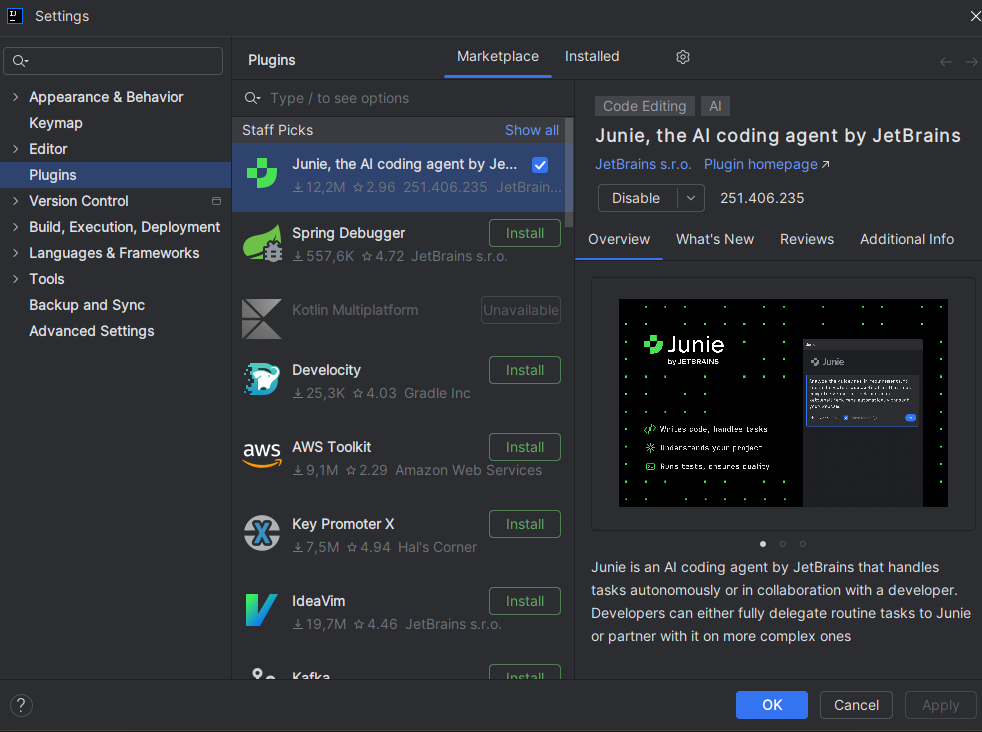 Settings
Plugins
Marketplace
Installed
Appearance & Behavior
Keymap
Editor
Plugins
Version Control
Build, Execution, Deployment
Languages & Frameworks
Tools
Backup and Sync
Advanced Settings
Type / to see options
Staff Picks
Show all
Junie, the AI coding agent by Je...
12,2M 2.96 251.406.235 JetBrain...
Spring Debugger
Install
557,6K 4.72 JetBrains s.r.o.
Kotlin Multiplatform
Unavailable
Develocity
Install
25,3K 4.03 Gradle Inc
aws
AWS Toolkit
Install
9,1M 2.29 Amazon Web Services
Key Promoter X
Install
7,5M 4.94 Hal's Corner
IdeaVim
Install
19,7M 4.46 JetBrains s.r.o.
Kafka
Install
Code Editing
AI
Junie, the AI coding agent by JetBrains
JetBrains s.r.o. Plugin homepage
Disable
251.406.235
Overview
What's New
Reviews
Additional Info
Junie
by JETBRAINS
Writes code, handles tasks
Understands your project
Runs tests, ensures quality
Junie
Junie
Junie is an AI coding agent by JetBrains that handles
tasks autonomously or in collaboration with a developer.
Developers can either fully delegate routine tasks to Junie
or partner with it on more complex ones
?
OK
Cancel
Apply